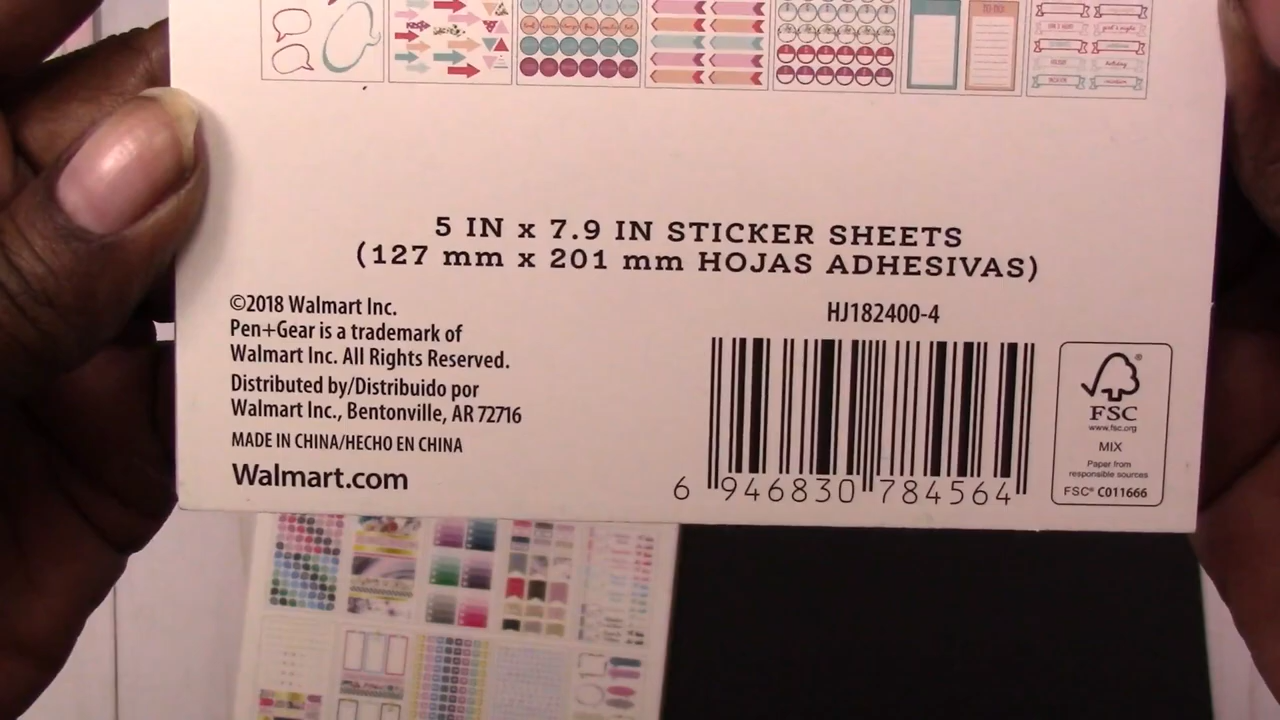 TO DO!
holiday
5 IN x 7.9 IN STICKER SHEETS
(127 mm x 201 mm HOJAS ADHESIVAS)
©2018 Walmart Inc.
Pen+Gear is a trademark of
Walmart Inc. All Rights Reserved.
Distributed by/Distribuido por
Walmart Inc., Bentonville, AR 72716
MADE IN CHINA/HECHO EN CHINA
Walmart.com
HJ182400-4
6 946830 784564
FSC®
www.fsc.org
MIX
Paper from
responsible sources
FSC® C011666